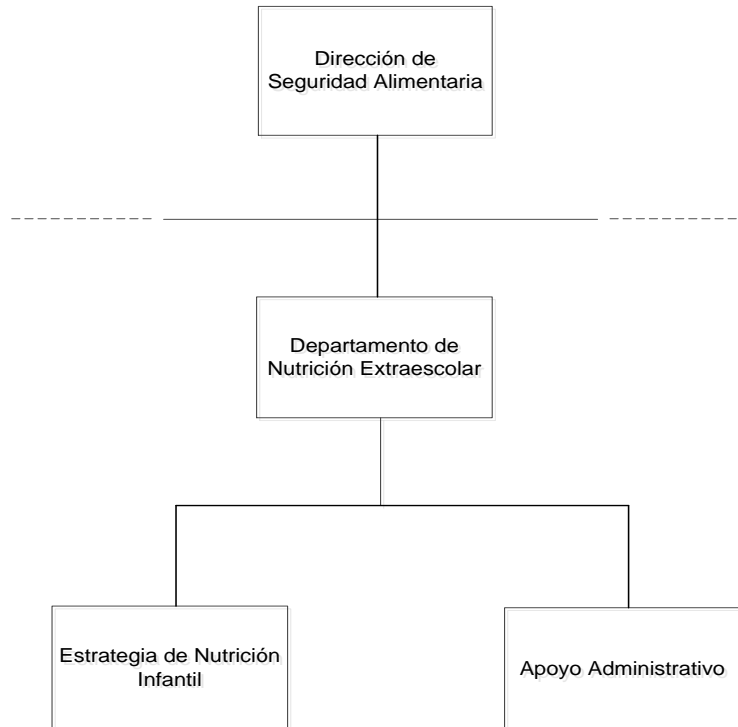 Dirección de
Seguridad Alimentaria
Departamento de
Nutrición Extraescolar
Estrategia de Nutrición
Infantil
Apoyo Administrativo